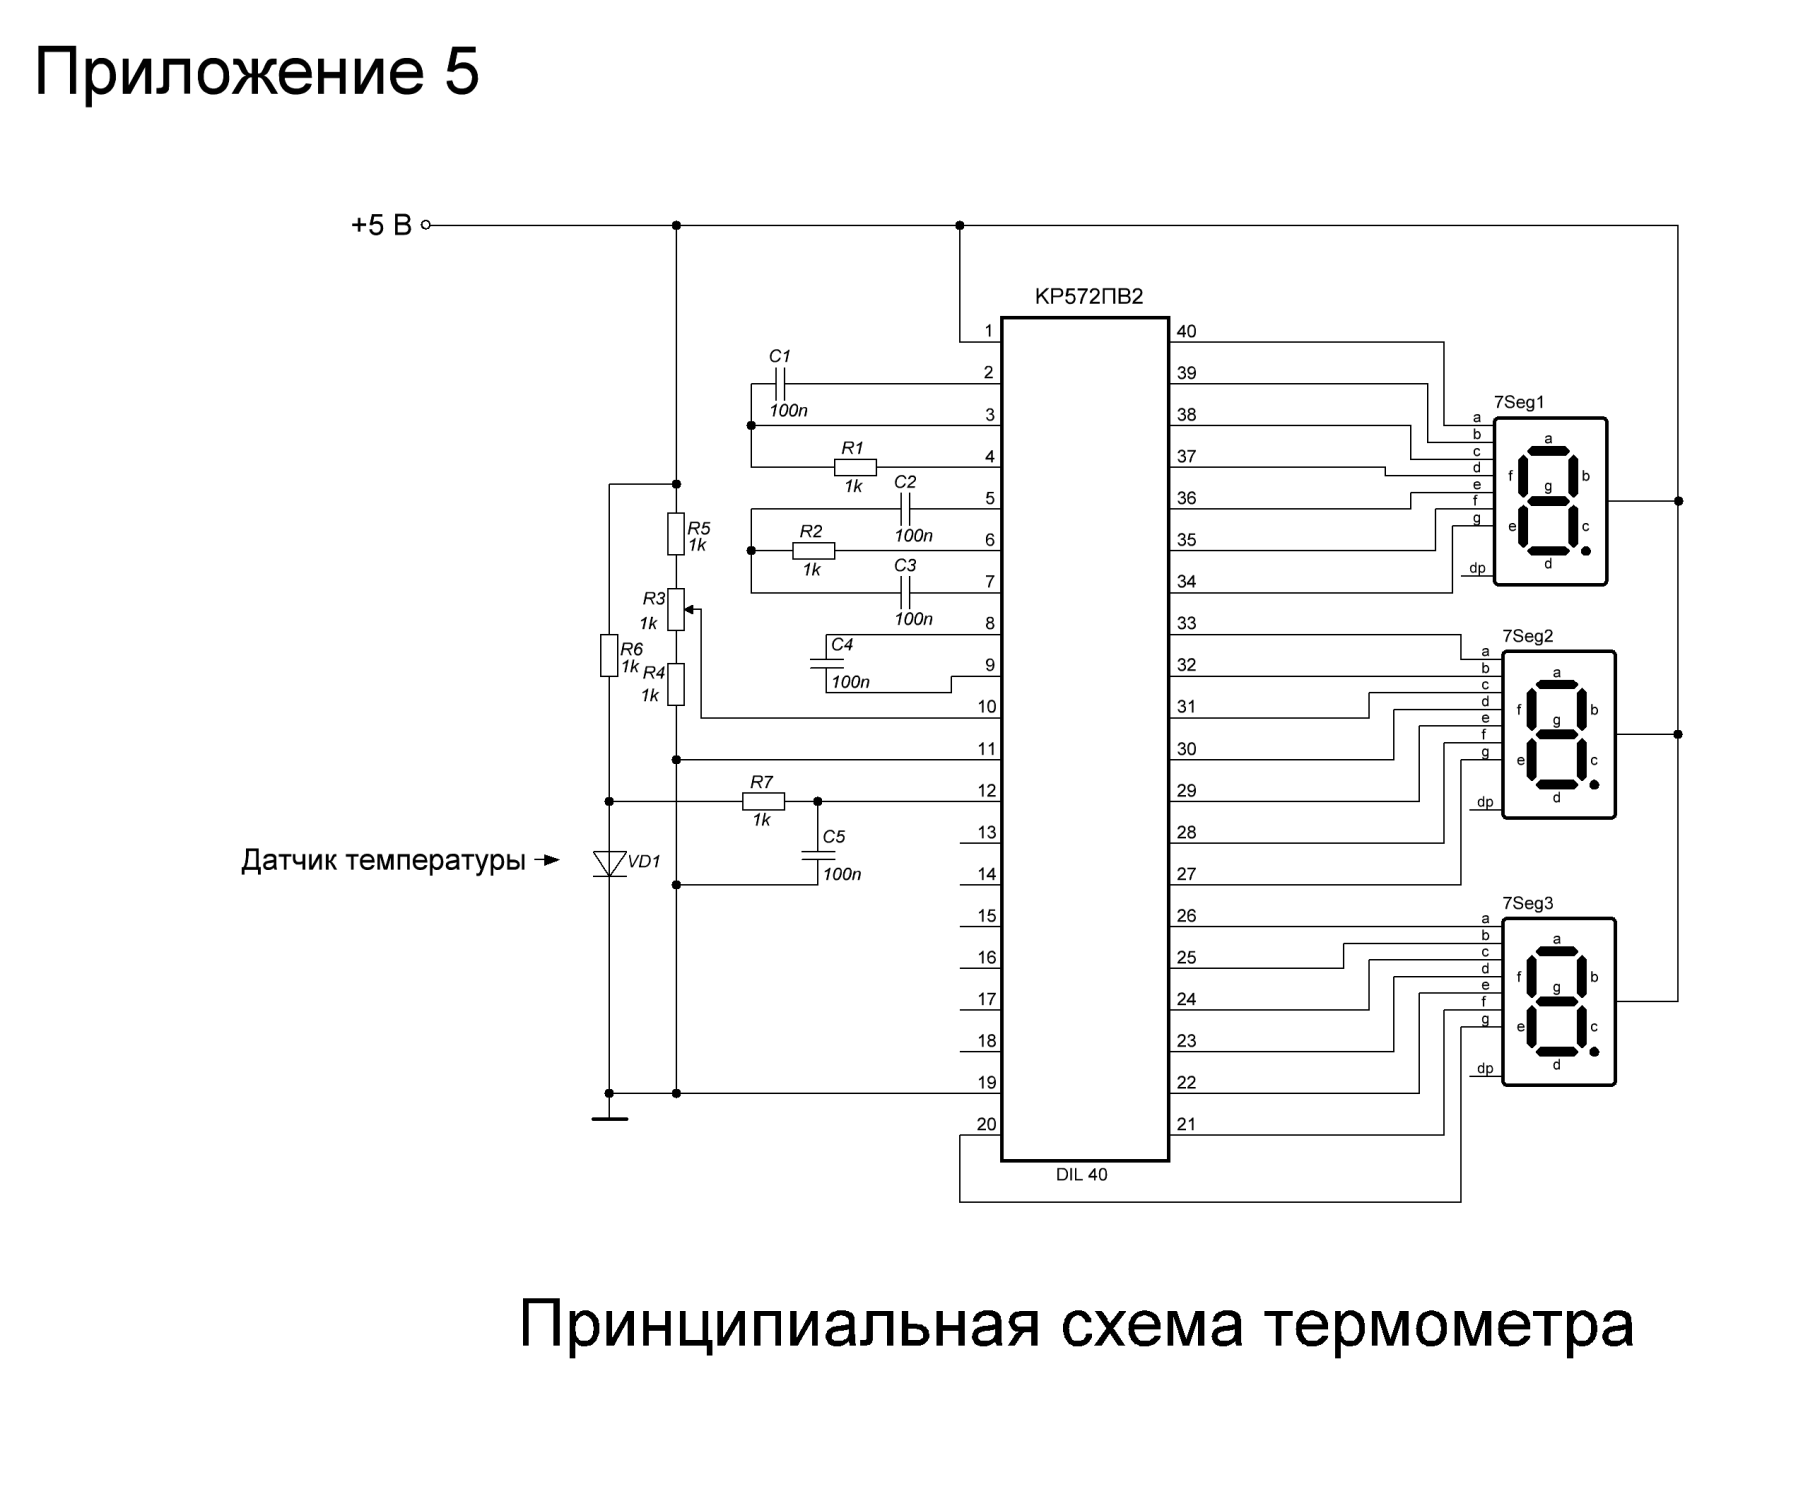 Приложение 5
+5 В
КР572ПВ2
1
2
3
4
5
6
7
8
9
10
11
12
13
14
15
16
17
18
19
20
40
39
38
37
36
35
34
33
32
31
30
29
28
27
26
25
24
23
22
21
DIL 40
C1
100n
R1
1k
C2
100n
R2
1k
C3
100n
C4
100n
R5
1k
R3
1k
R6
1k
R4
1k
R7
1k
C5
100n
Датчик температуры
VD1
7Seg1
a
b
c
d
e
f
g
dp
a
f
b
g
e
c
d
7Seg2
a
b
c
d
e
f
g
dp
a
f
b
g
e
c
d
7Seg3
a
b
c
d
e
f
g
dp
a
f
b
g
e
c
d
Принципиальная схема термометра